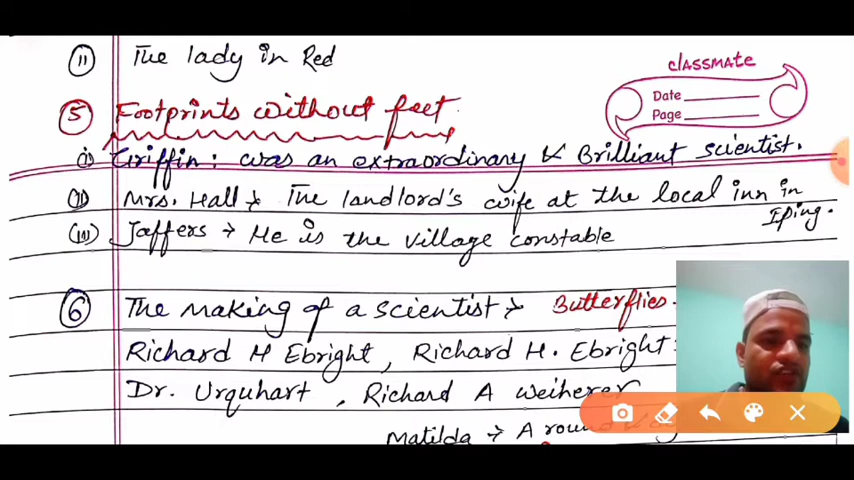 (ii) The lady in Red
classmate
Date
Page
(5) Footprints without feet
(i) Griffin : was an extraordinary & Brilliant scientist.
(ii) Mrs. Hall → The landlord's wife at the local inn in Iping.
(iii) Jaffers → He is the village constable
(6) The making of a scientist → Butterflies.
Richard H Ebright, Richard H. Ebright
Dr. Urquhart, Richard A weiherer
Matilda → A round